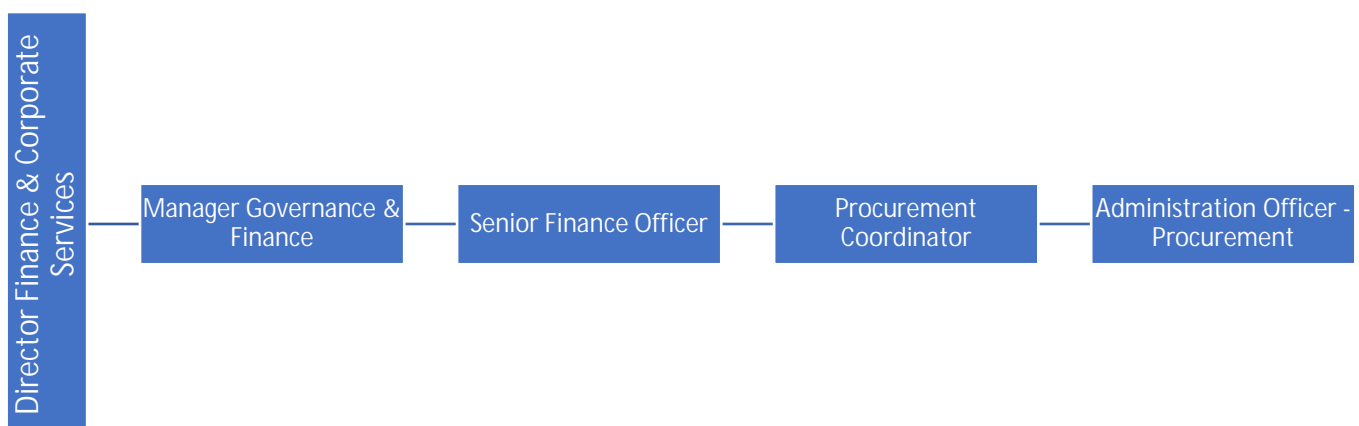 Director Finance & Corporate
Services
Manager Governance &
Finance
Senior Finance Officer
Procurement
Coordinator
Administration Officer -
Procurement